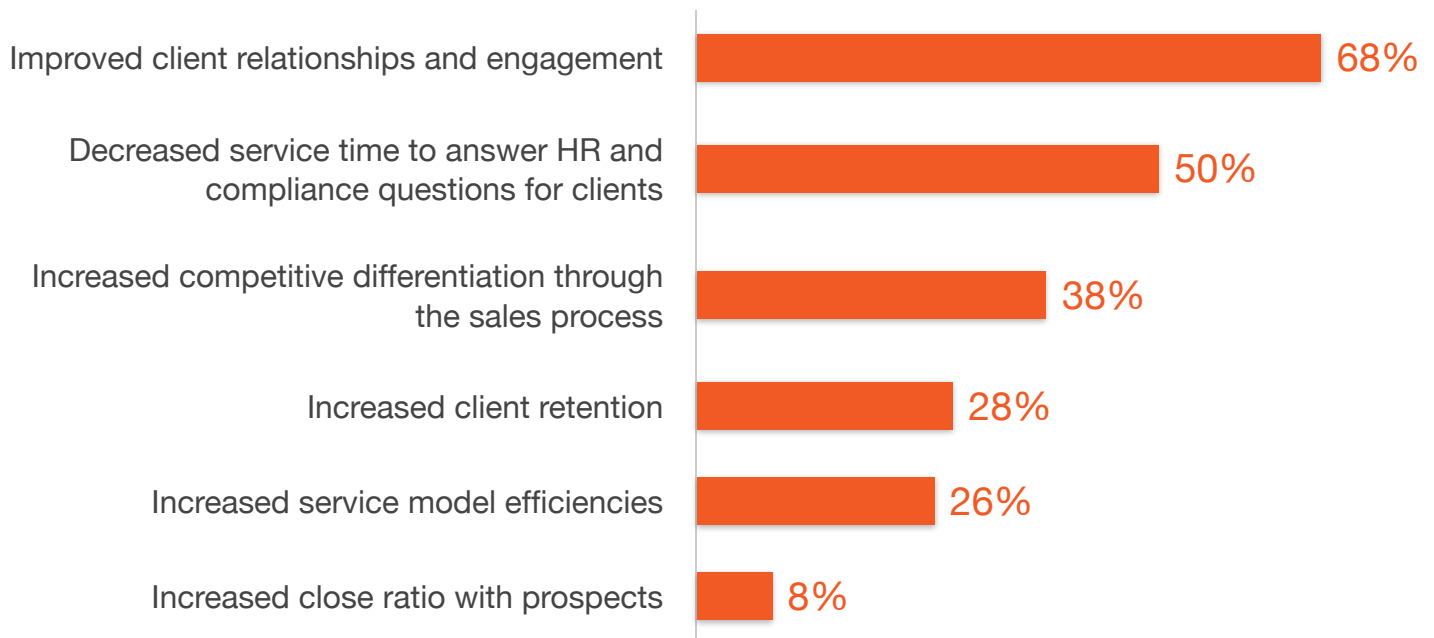 Improved client relationships and engagement
68%
Decreased service time to answer HR and
compliance questions for clients
50%
Increased competitive differentiation through
the sales process
38%
Increased client retention
28%
Increased service model efficiencies
26%
Increased close ratio with prospects
8%